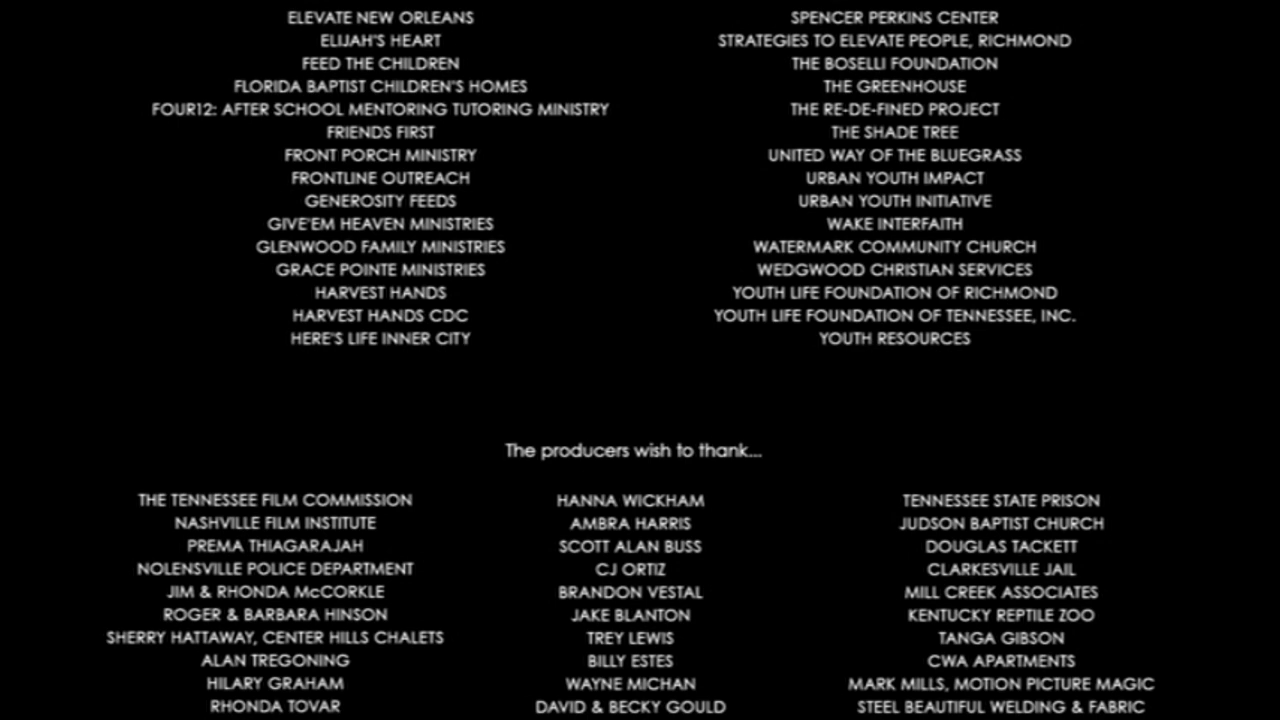 ELEVATE NEW ORLEANS
ELIJAH'S HEART
FEED THE CHILDREN
FLORIDA BAPTIST CHILDREN'S HOMES
FOUR12: AFTER SCHOOL MENTORING TUTORING MINISTRY
FRIENDS FIRST
FRONT PORCH MINISTRY
FRONTLINE OUTREACH
GENEROSITY FEEDS
GIVE'EM HEAVEN MINISTRIES
GLENWOOD FAMILY MINISTRIES
GRACE POINTE MINISTRIES
HARVEST HANDS
HARVEST HANDS CDC
HERE'S LIFE INNER CITY
SPENCER PERKINS CENTER
STRATEGIES TO ELEVATE PEOPLE, RICHMOND
THE BOSELLI FOUNDATION
THE GREENHOUSE
THE RE-DE-FINED PROJECT
THE SHADE TREE
UNITED WAY OF THE BLUEGRASS
URBAN YOUTH IMPACT
URBAN YOUTH INITIATIVE
WAKE INTERFAITH
WATERMARK COMMUNITY CHURCH
WEDGWOOD CHRISTIAN SERVICES
YOUTH LIFE FOUNDATION OF RICHMOND
YOUTH LIFE FOUNDATION OF TENNESSEE, INC.
YOUTH RESOURCES
The producers wish to thank...
THE TENNESSEE FILM COMMISSION
NASHVILLE FILM INSTITUTE
PREMA THIAGARAJAH
NOLENSVILLE POLICE DEPARTMENT
JIM & RHONDA McCORKLE
ROGER & BARBARA HINSON
SHERRY HATTAWAY, CENTER HILLS CHALETS
ALAN TREGONING
HILARY GRAHAM
RHONDA TOVAR
HANNA WICKHAM
AMBRA HARRIS
SCOTT ALAN BUSS
CJ ORTIZ
BRANDON VESTAL
JAKE BLANTON
TREY LEWIS
BILLY ESTES
WAYNE MICHAN
DAVID & BECKY GOULD
TENNESSEE STATE PRISON
JUDSON BAPTIST CHURCH
DOUGLAS TACKETT
CLARKESVILLE JAIL
MILL CREEK ASSOCIATES
KENTUCKY REPTILE ZOO
TANGA GIBSON
CWA APARTMENTS
MARK MILLS, MOTION PICTURE MAGIC
STEEL BEAUTIFUL WELDING & FABRIC